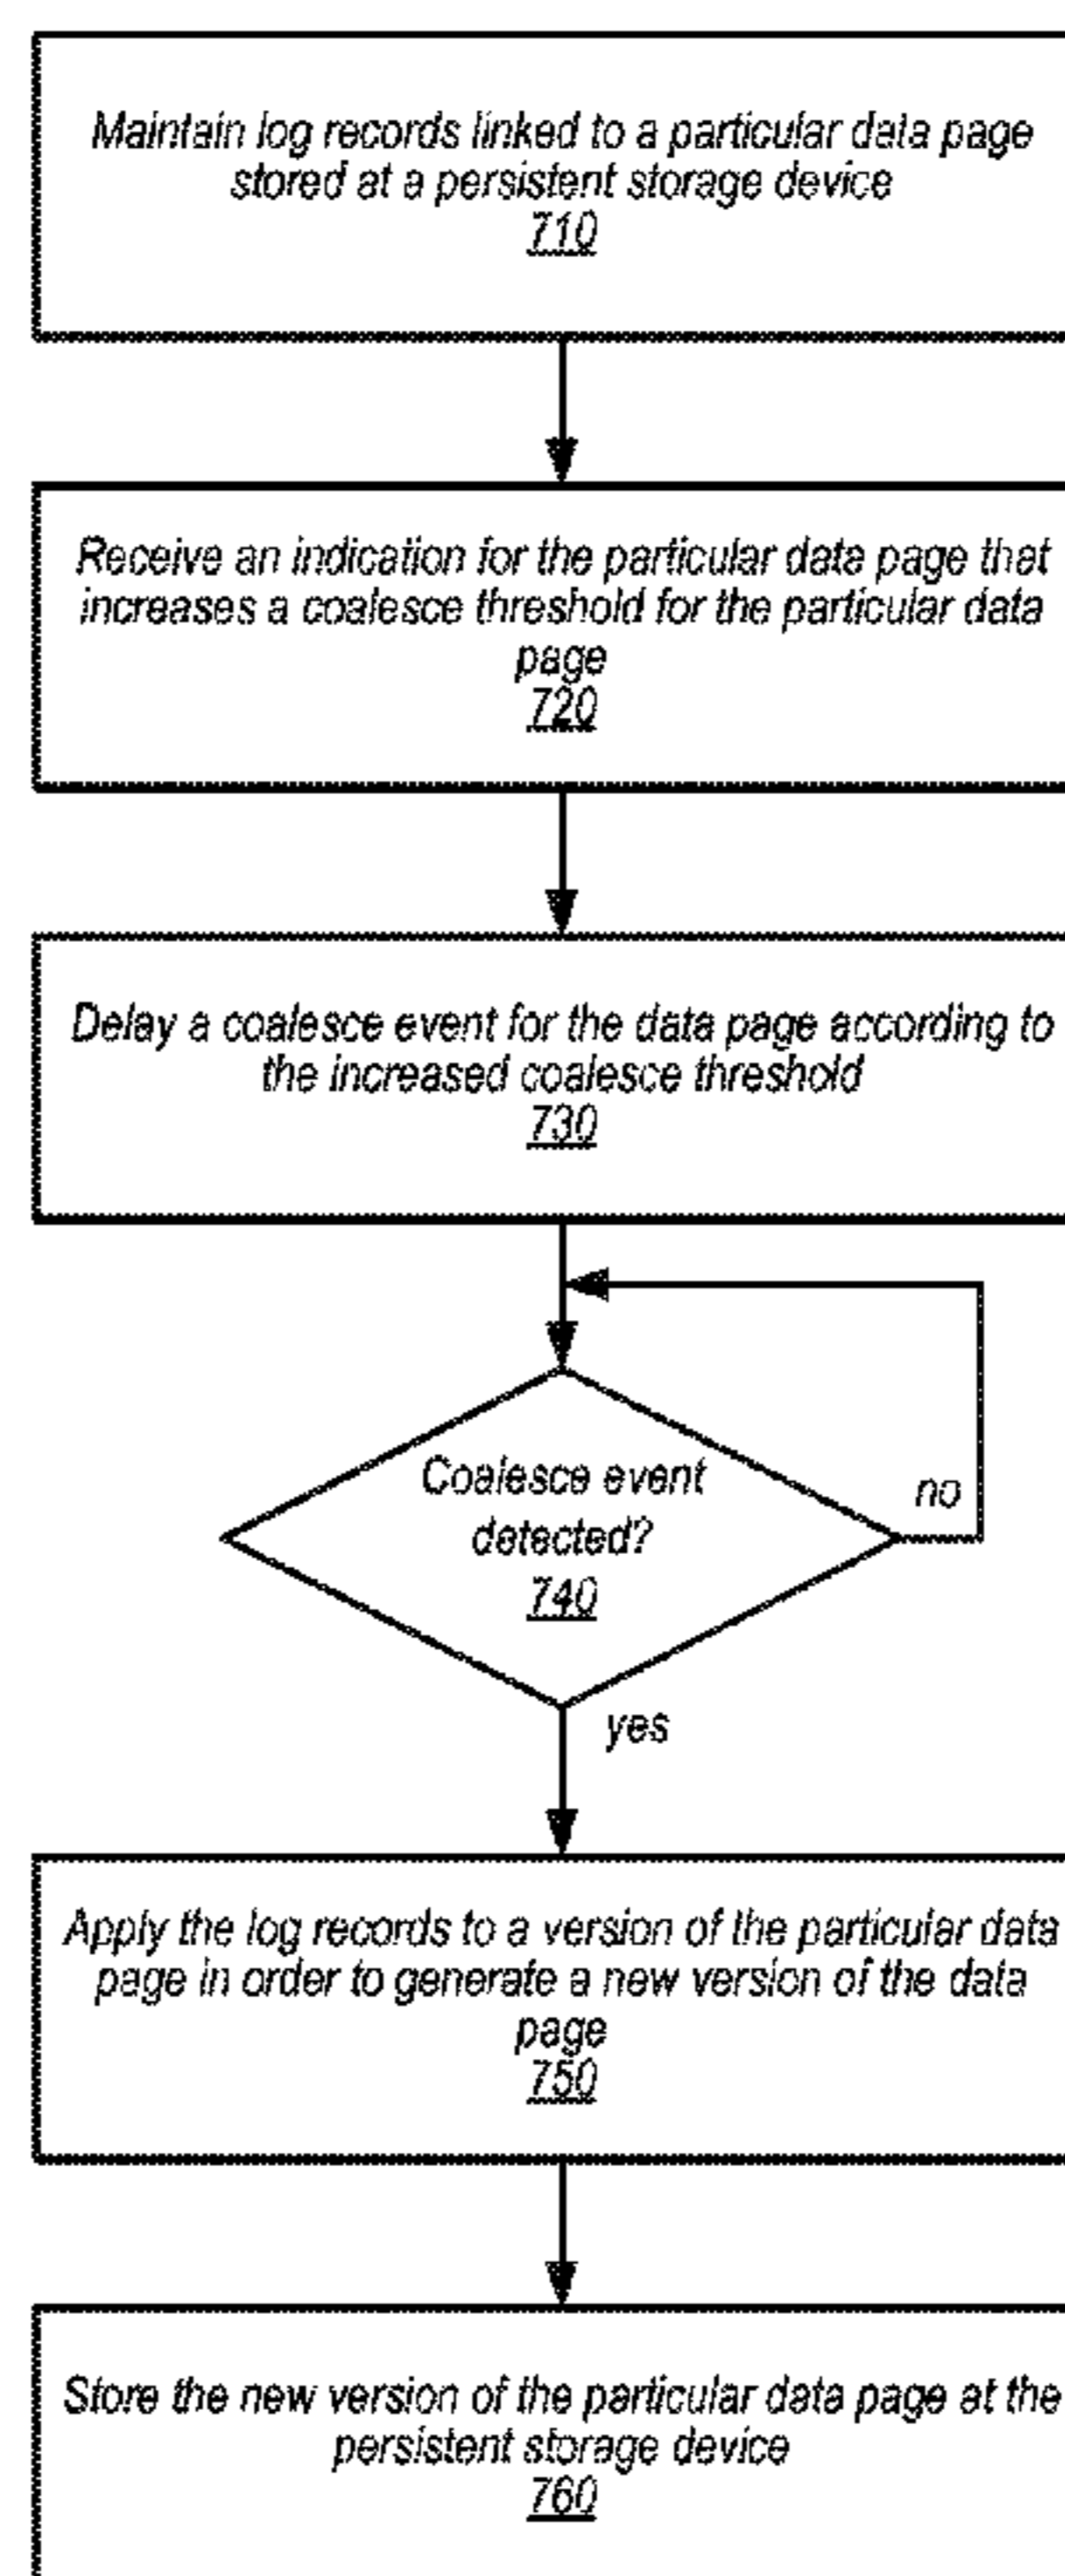 Maintain log records linked to a particular data page
stored at a persistent storage device
710
Receive an indication for the particular data page that
increases a coalesce threshold for the particular data
page
720
Delay a coalesce event for the data page according to
the increased coalesce threshold
730
Coalesce event
detected?
740
no
yes
Apply the log records to a version of the particular data
page in order to generate a new version of the data
page
750
Store the new version of the particular data page at the
persistent storage device
760